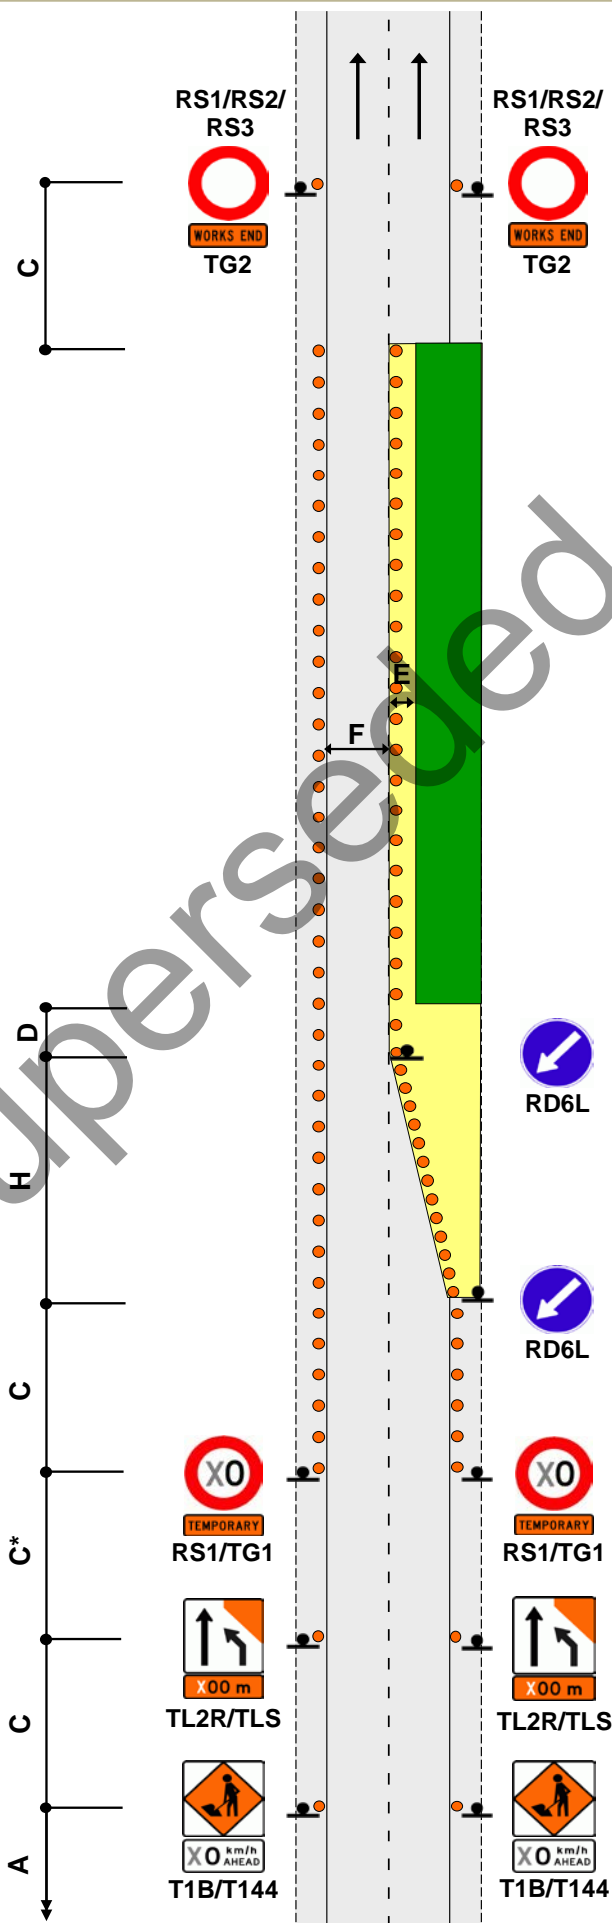 RS1/RS2/
RS3
RS1/RS2/
RS3
WORKS END
WORKS END
TG2
TG2
C
E
F
D
RD6L
H
RD6L
C
X0
X0
TEMPORARY
TEMPORARY
RS1/TG1
RS1/TG1
C*
X00 m
X00 m
TL2R/TLS
TL2R/TLS
C
X0 km/h AHEAD
X0 km/h AHEAD
T1B/T144
T1B/T144
A
uperseded